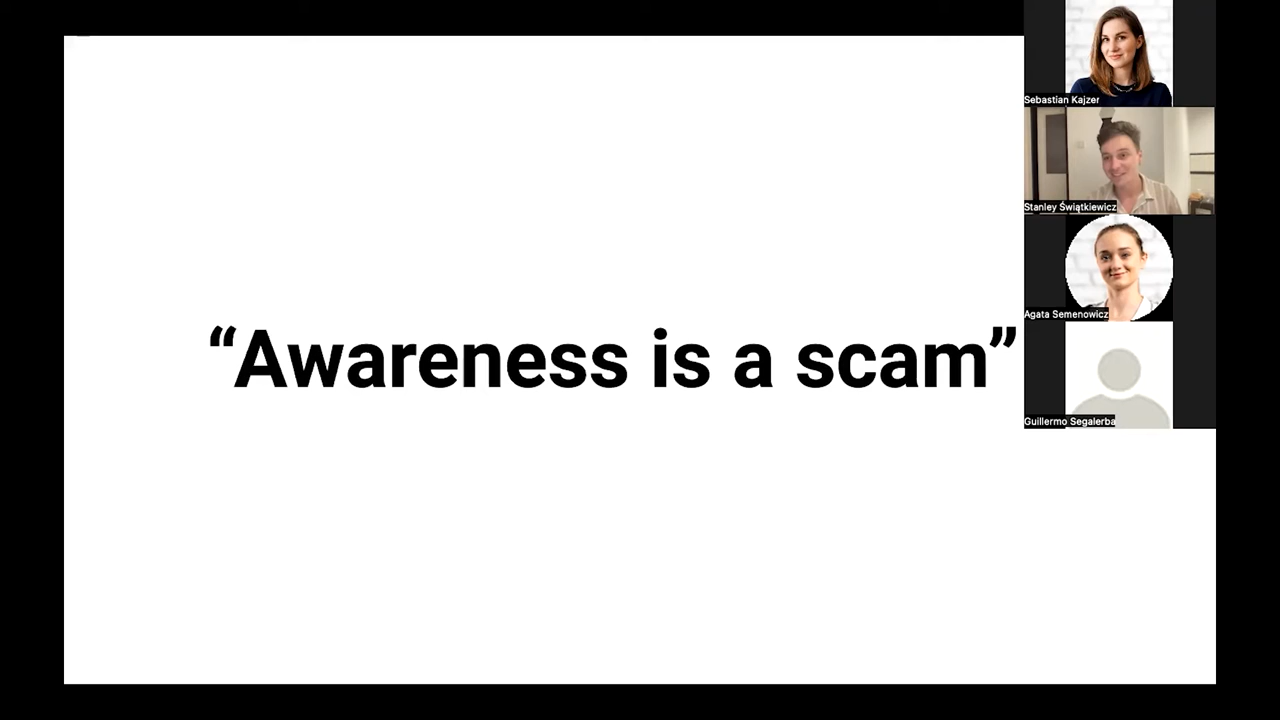 “Awareness is a scam”
Sebastian Kajzer
Stanley Świątkiewicz
Agata Semenowicz
Guillermo Segalerba